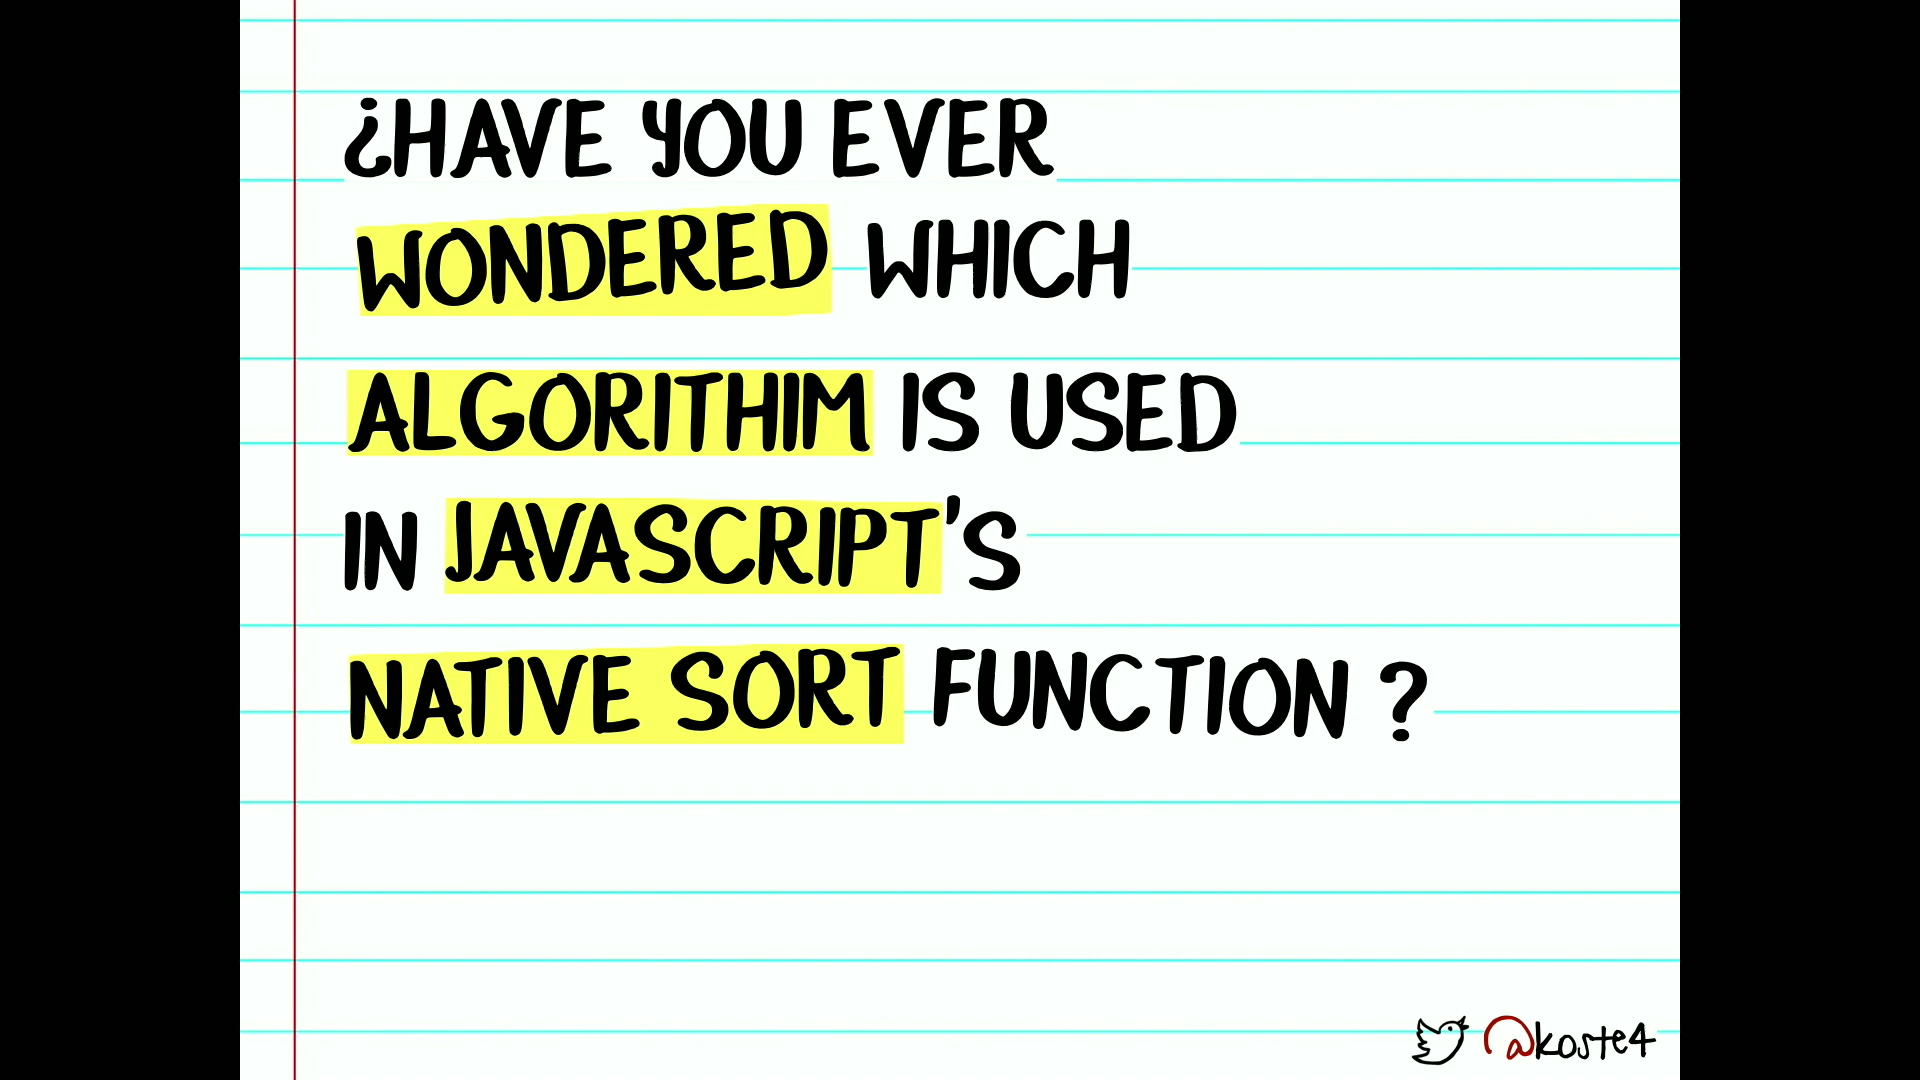 ¿HAVE YOU EVER
WONDERED WHICH
ALGORITHIM IS USED
IN JAVASCRIPT'S
NATIVE SORT FUNCTION ?
@koste4